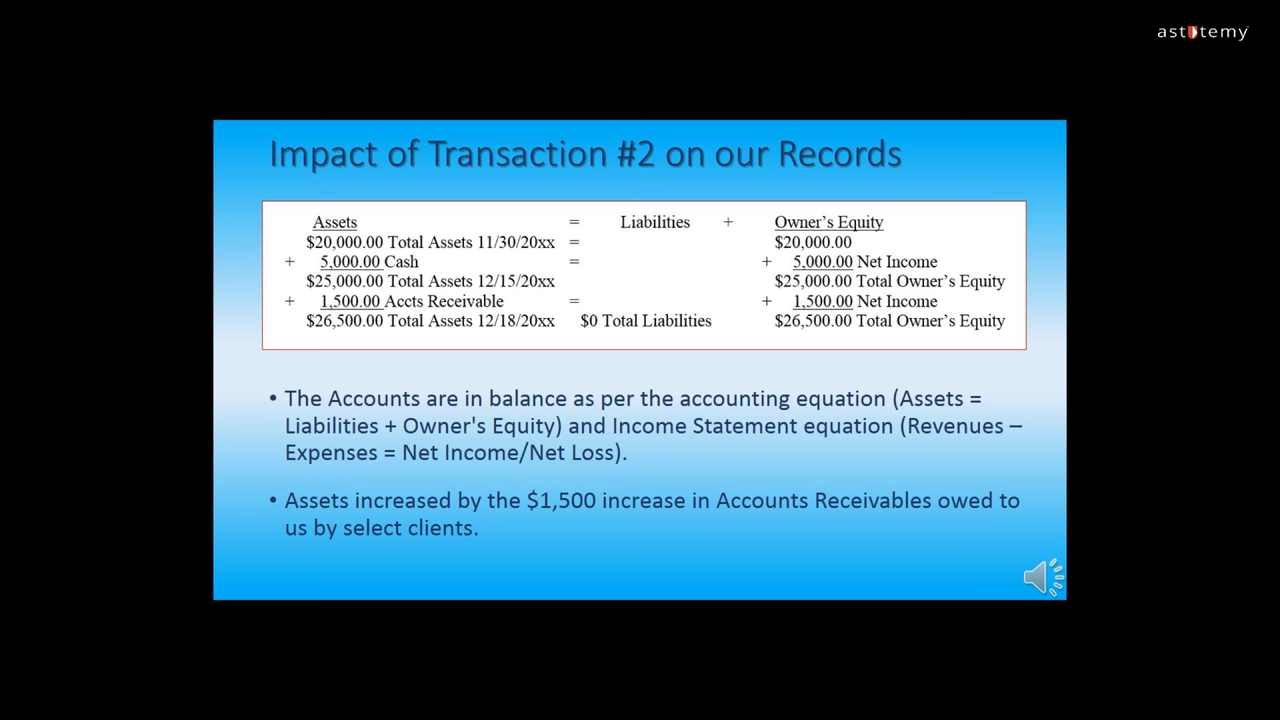 astutemy
Impact of Transaction #2 on our Records
Assets = Liabilities + Owner's Equity
$20,000.00 Total Assets 11/30/20xx = $20,000.00
+ 5,000.00 Cash = + 5,000.00 Net Income
$25,000.00 Total Assets 12/15/20xx $25,000.00 Total Owner's Equity
+ 1,500.00 Accts Receivable = + 1,500.00 Net Income
$26,500.00 Total Assets 12/18/20xx $0 Total Liabilities $26,500.00 Total Owner's Equity
• The Accounts are in balance as per the accounting equation (Assets =
Liabilities + Owner's Equity) and Income Statement equation (Revenues –
Expenses = Net Income/Net Loss).
• Assets increased by the $1,500 increase in Accounts Receivables owed to
us by select clients.